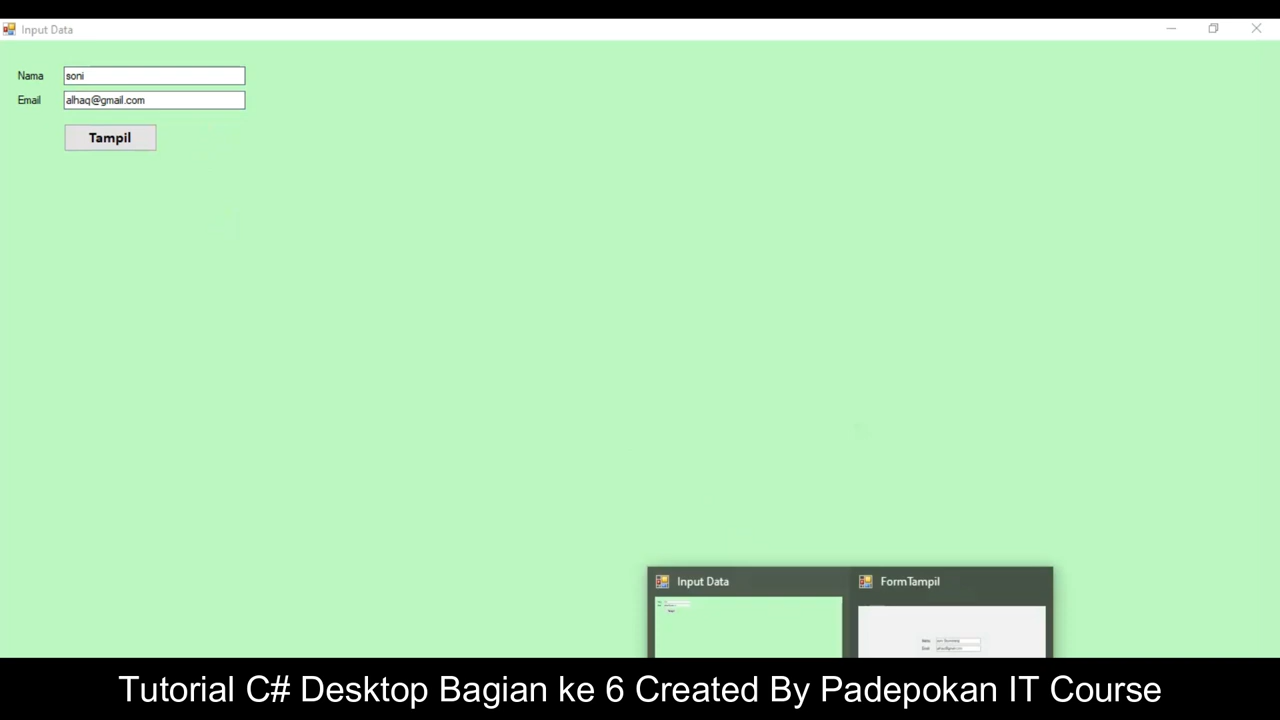 Input Data
Nama soni
Email alhaq@gmail.com
Tampil
Input Data FormTampil
Tutorial C# Desktop Bagian ke 6 Created By Padepokan IT Course